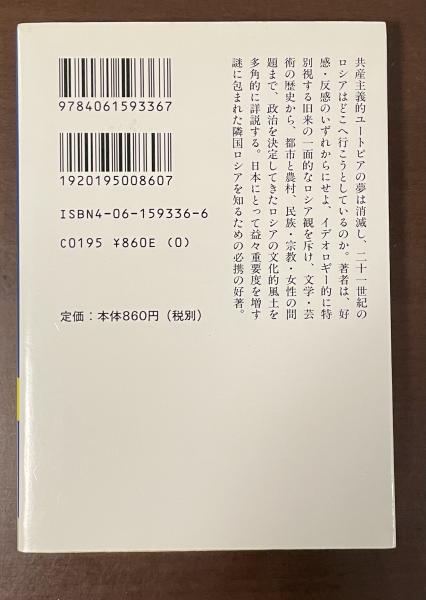 9784061593367
1920195008607
ISBN4-06-159336-6
C0195 ¥860E (0)
定価：本体860円（税別）
共産主義的ユートピアの夢は消滅し、二十一世紀の
ロシアはどこへ行こうとしているのか。著者は、好
感・反感のいずれからにせよ、イデオロギー的に特
別視する旧来の一面的なロシア観を斥け、文学・芸
術の歴史から、都市と農村、民族・宗教・女性の問
題まで、政治を決定してきたロシアの文化的風土を
多角的に詳説する。日本にとって益々重要度を増す
謎に包まれた隣国ロシアを知るための必携の好著。